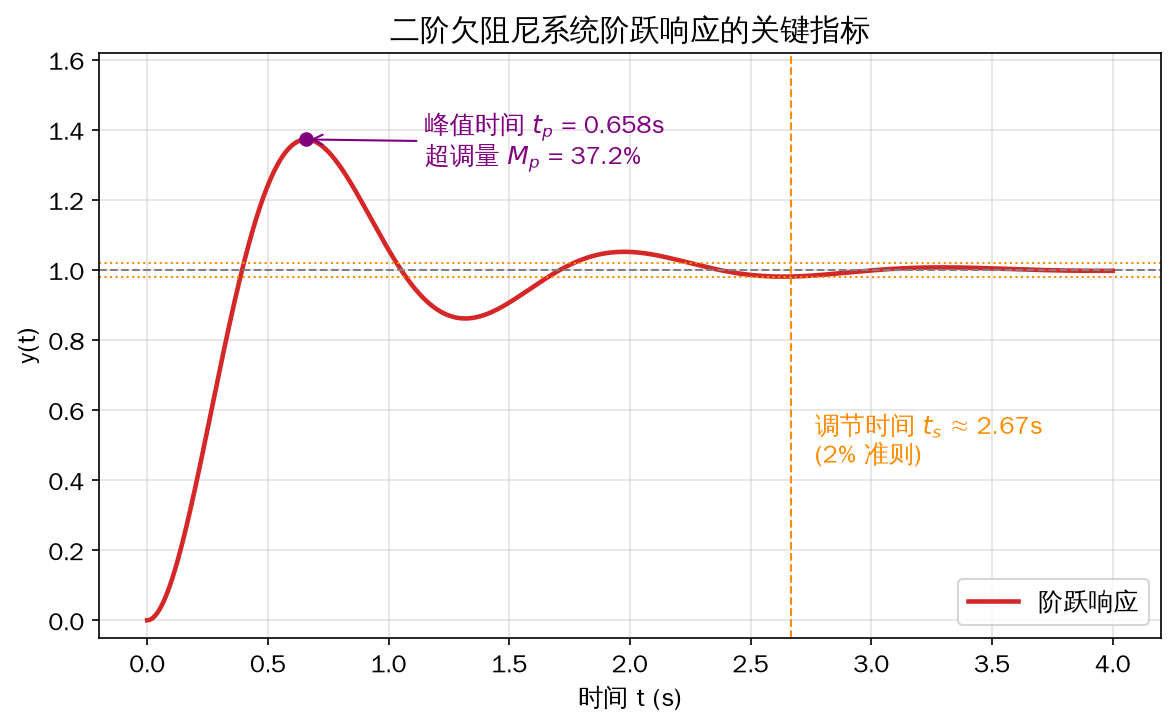 二阶欠阻尼系统阶跃响应的关键指标
1.6
1.4
1.2
1.0
0.8
0.6
0.4
0.2
0.0
y(t)
峰值时间 tₚ = 0.658s
超调量 Mₚ = 37.2%
调节时间 tₛ ≈ 2.67s
(2% 准则)
阶跃响应
0.0 0.5 1.0 1.5 2.0 2.5 3.0 3.5 4.0
时间 t (s)